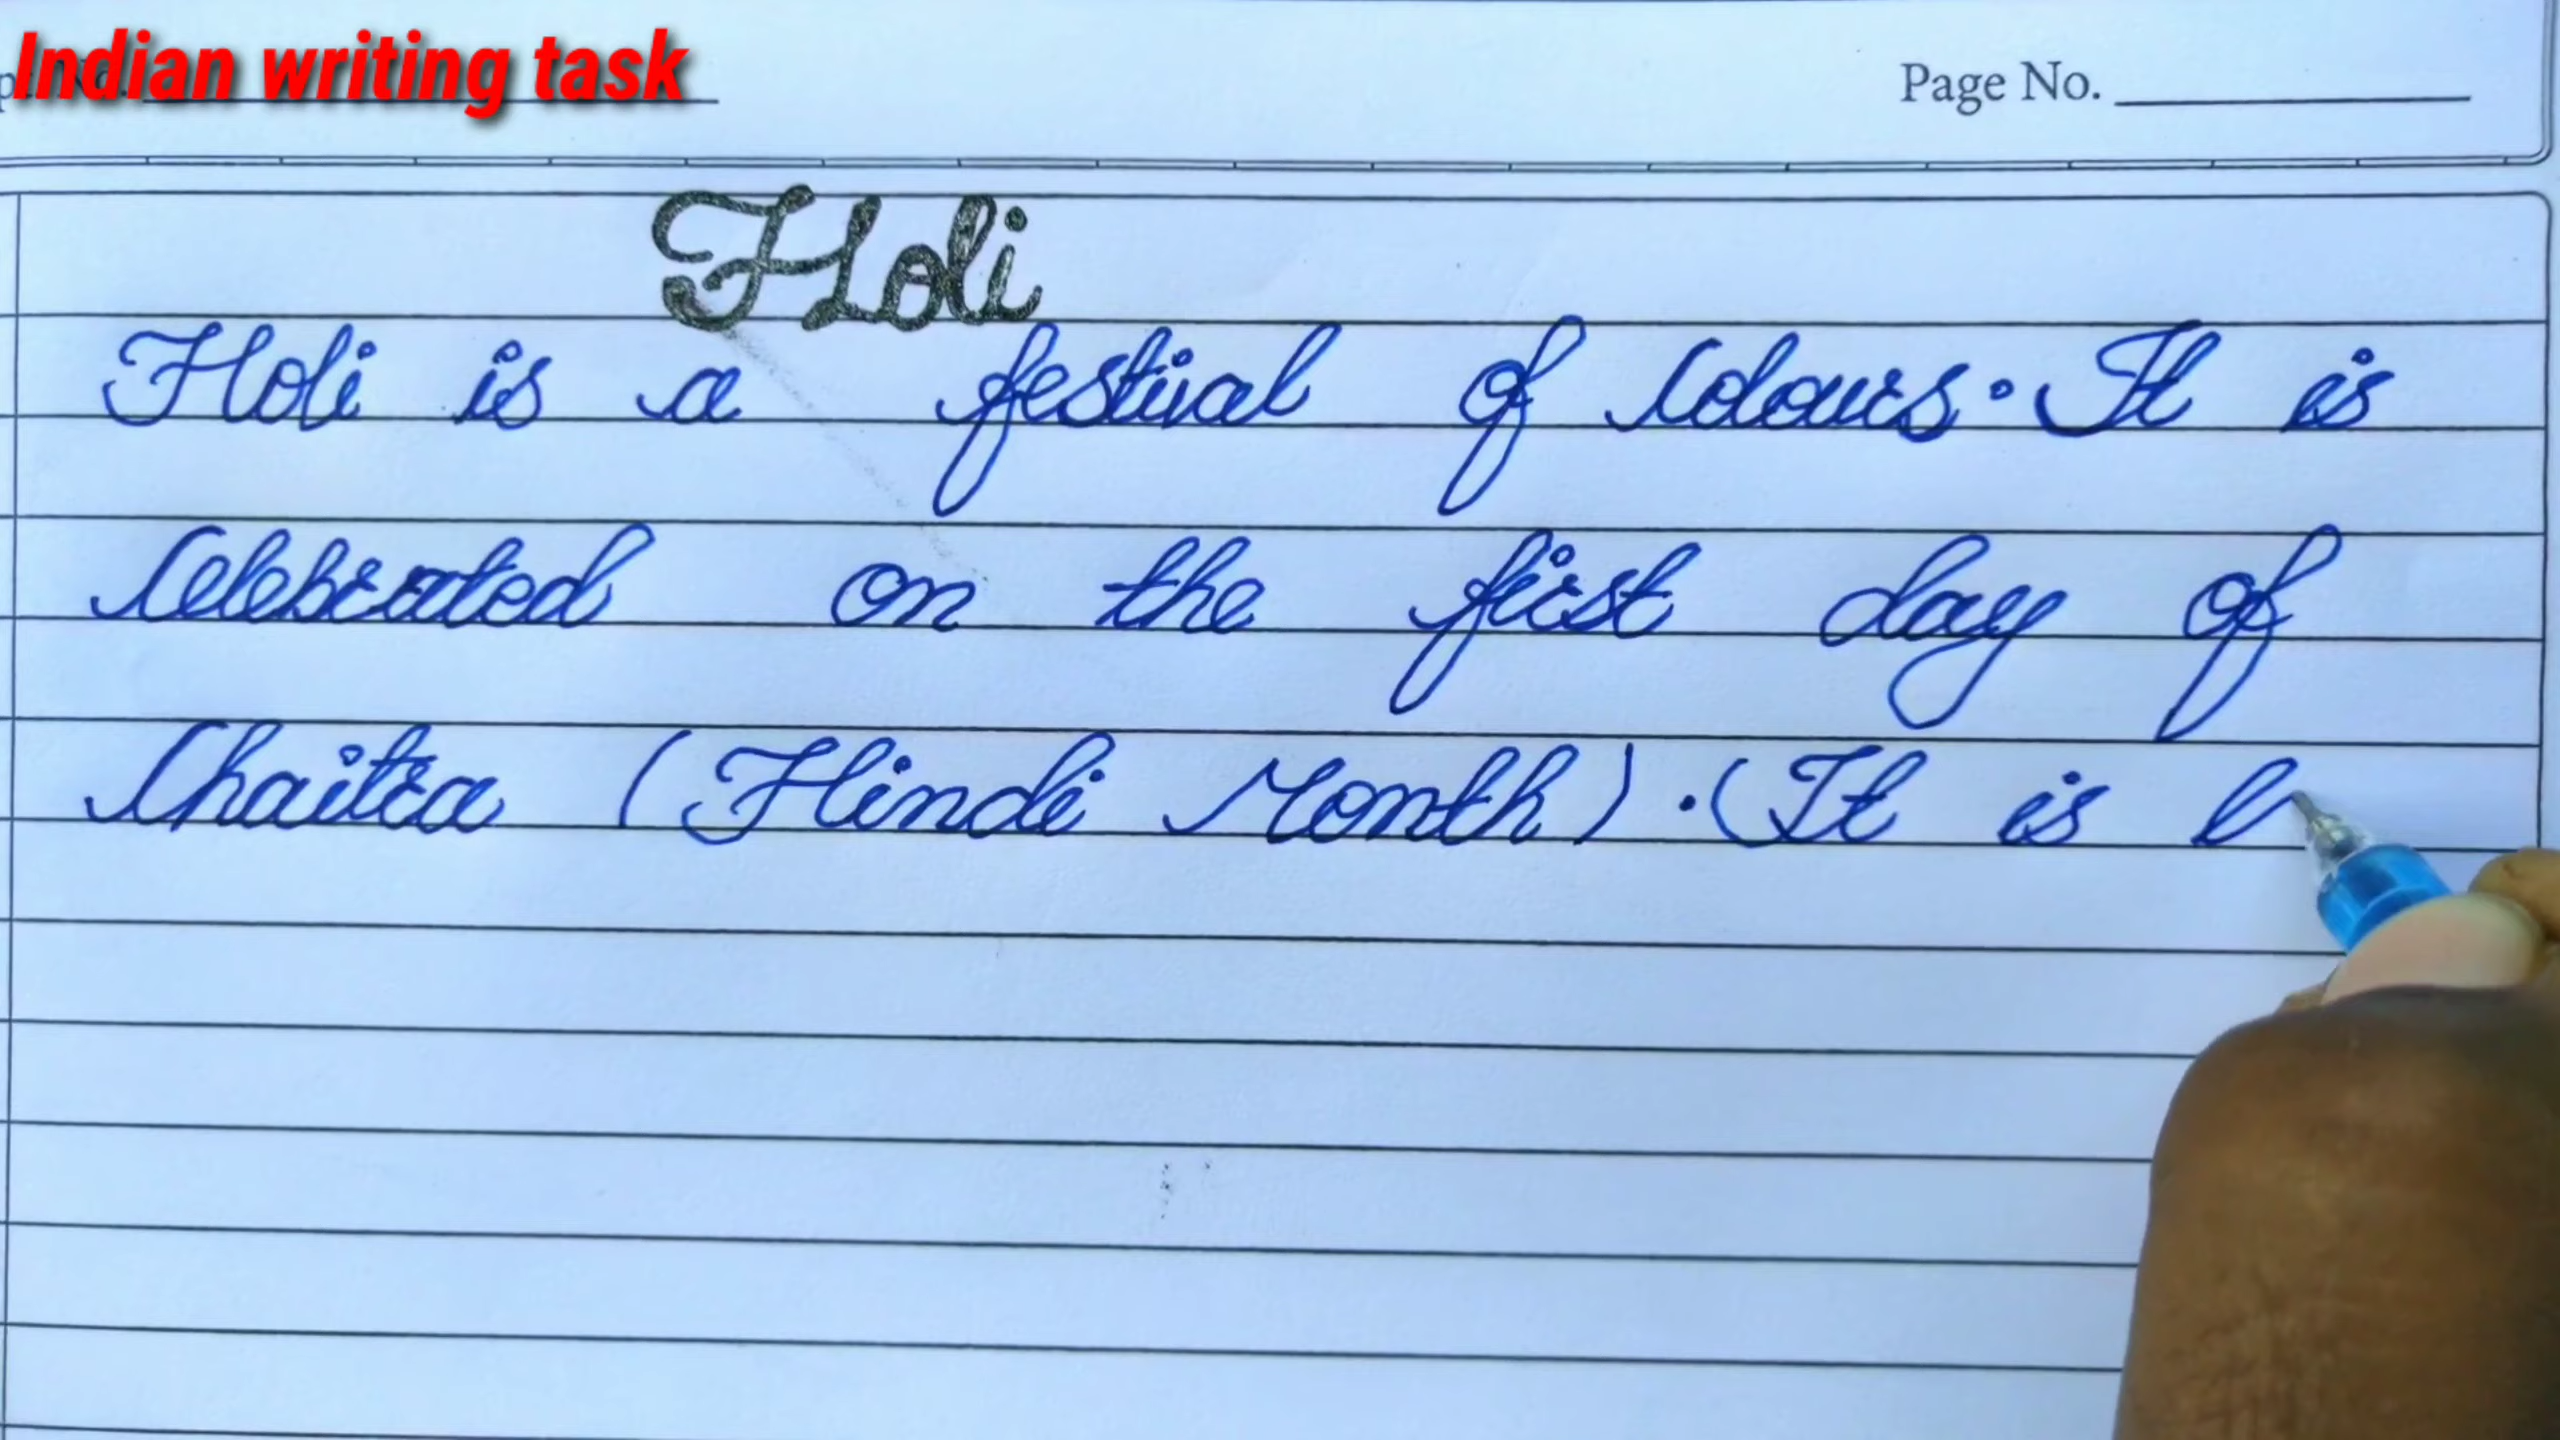 Indian writing task
Page No.
Holi
Holi is a festival of Colours. It is
Celebrated on the first day of
Chaitra (Hindi Month). (It is